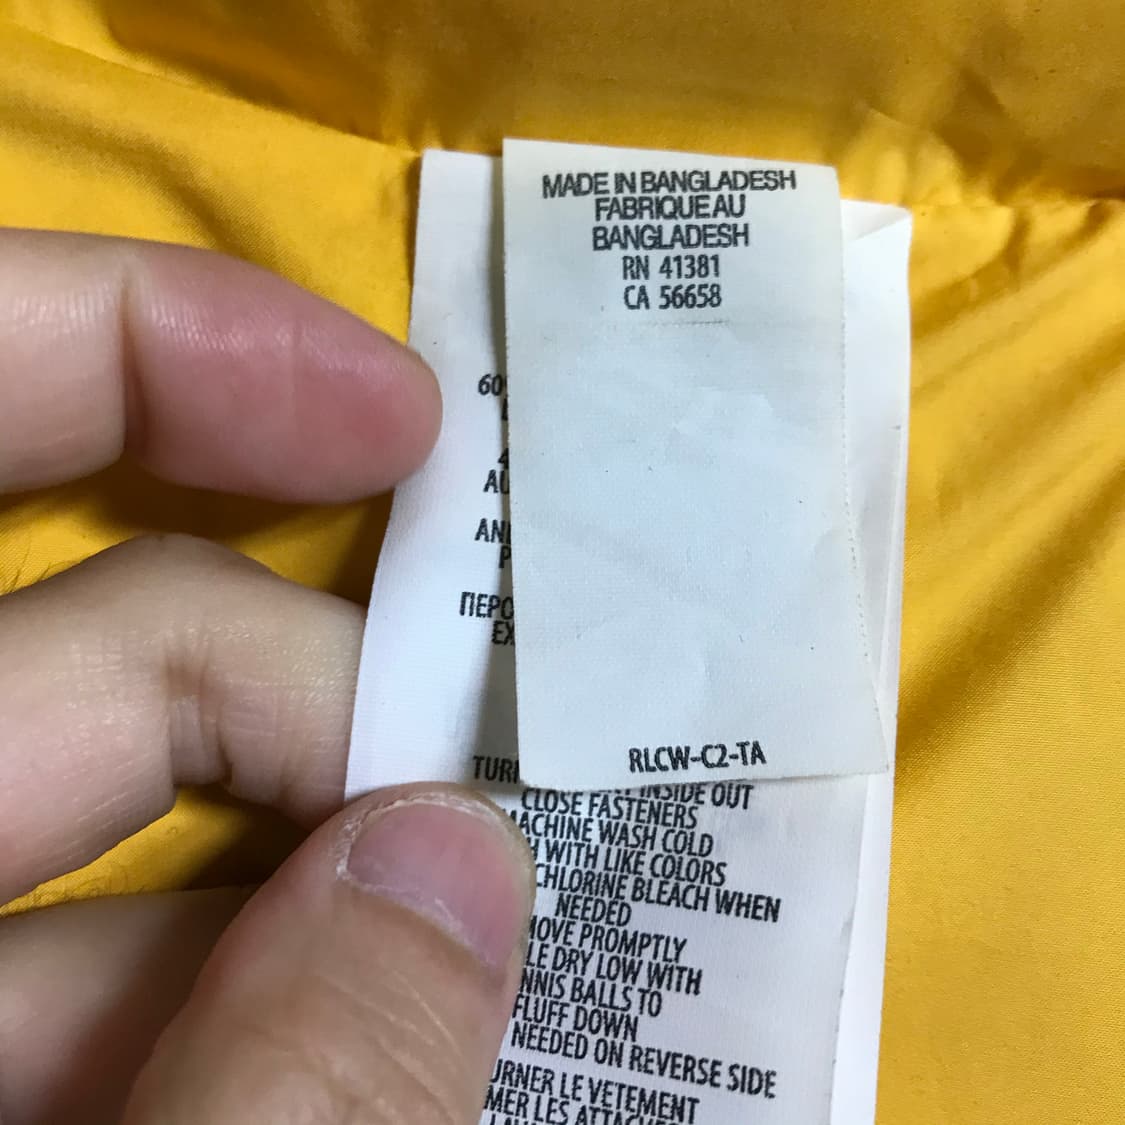 MADE IN BANGLADESH
FABRIQUE AU
BANGLADESH
RN 41381
CA 56658
RLCW-C2-TA
INSIDE OUT
CLOSE FASTENERS
MACHINE WASH COLD
WITH LIKE COLORS
CHLORINE BLEACH WHEN
NEEDED
PROMPTLY
DRY LOW WITH
BALLS TO
FLUFF DOWN
NEEDED ON REVERSE SIDE
LE VETEMENT
LES